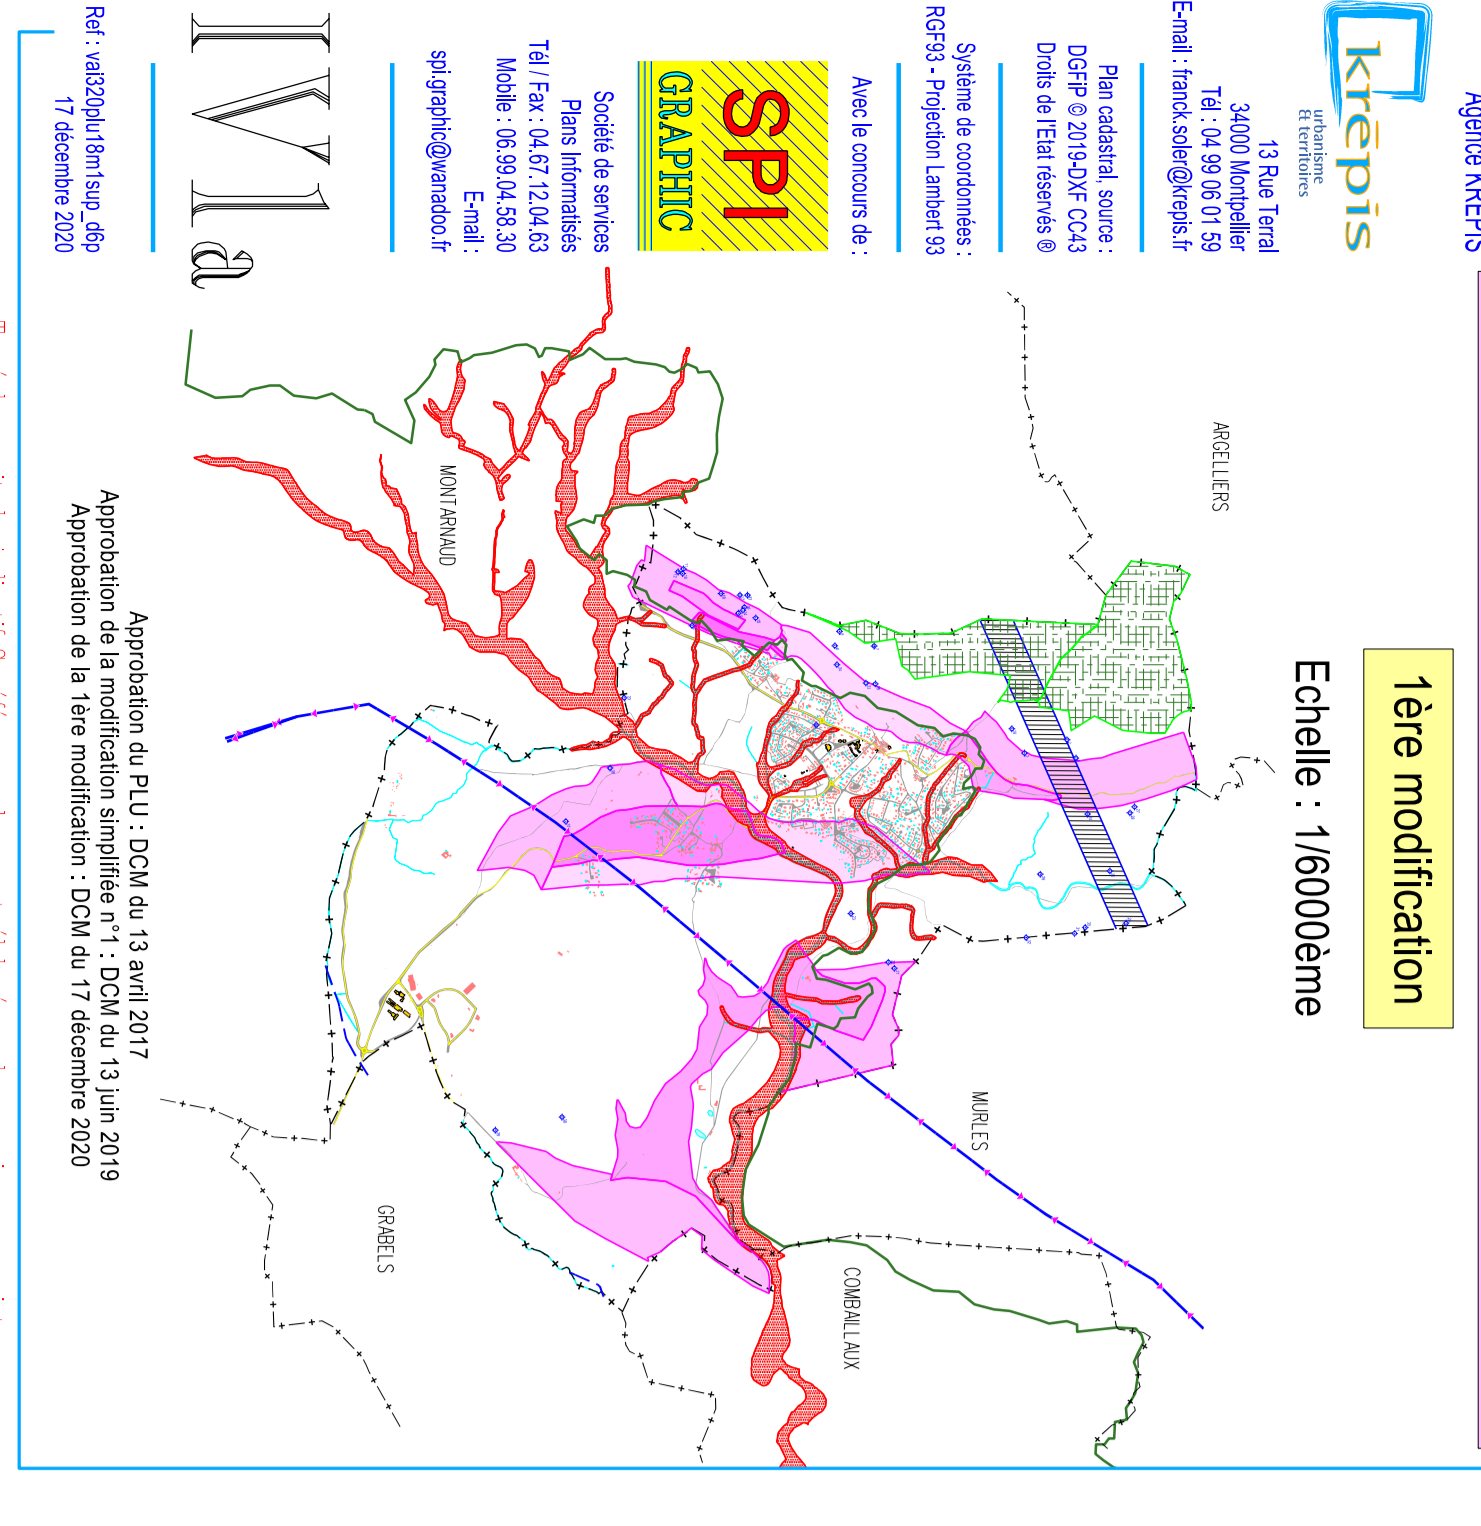 Agence KREPIS
krēpis
urbanisme
et territoires
13 Rue Terral
34000 Montpellier
Tél : 04 99 06 01 59
E-mail : franck.soler@krepis.fr
Plan cadastral, source :
DGFiP © 2019-DXF CC43
Droits de l'Etat réservés ®
Système de coordonnées :
RGF93 - Projection Lambert 93
Avec le concours de :
SPI
GRAPHIC
Société de services
Plans Informatisés
Tél / Fax : 04.67.12.04.63
Mobile : 06.99.04.58.30
E-mail :
spi.graphic@wanadoo.fr
Ref : val320plu18m1sup_d6p
17 décembre 2020
1ère modification
Echelle : 1/6000ème
ARGELLIERS
MURLES
COMBAILLAUX
MONTARNAUD
GRABELS
Approbation du PLU : DCM du 13 avril 2017
Approbation de la modification simplifiée n°1 : DCM du 13 juin 2019
Approbation de la 1ère modification : DCM du 17 décembre 2020